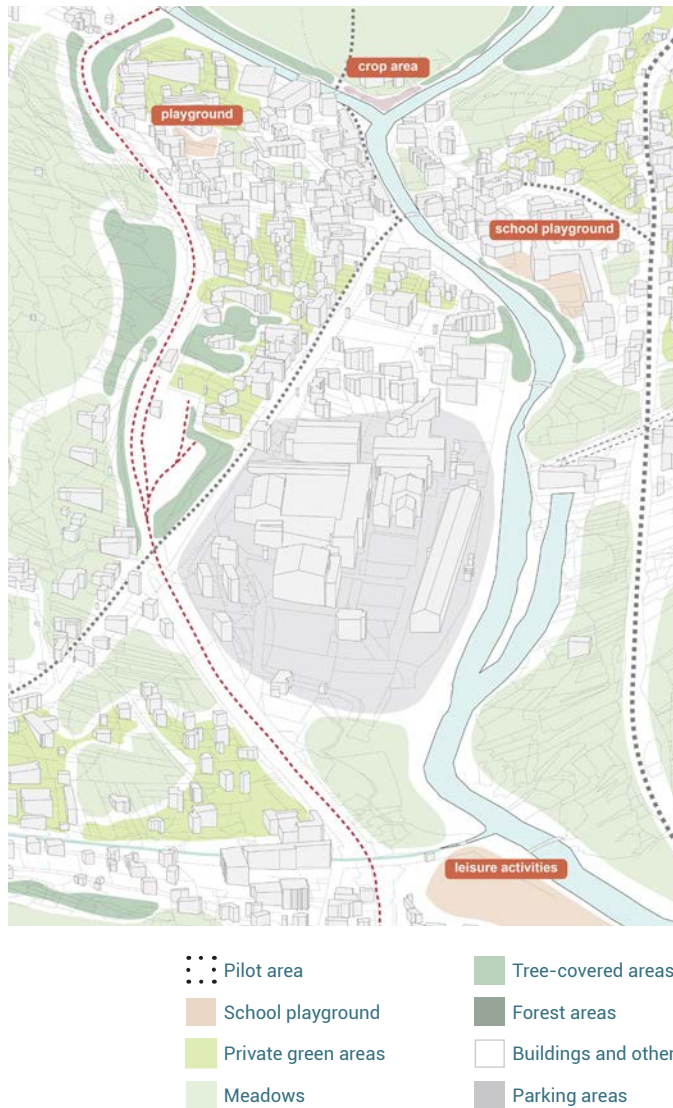 crop area
playground
school playground
leisure activities
Pilot area
School playground
Private green areas
Meadows
Tree-covered areas
Forest areas
Buildings and other
Parking areas